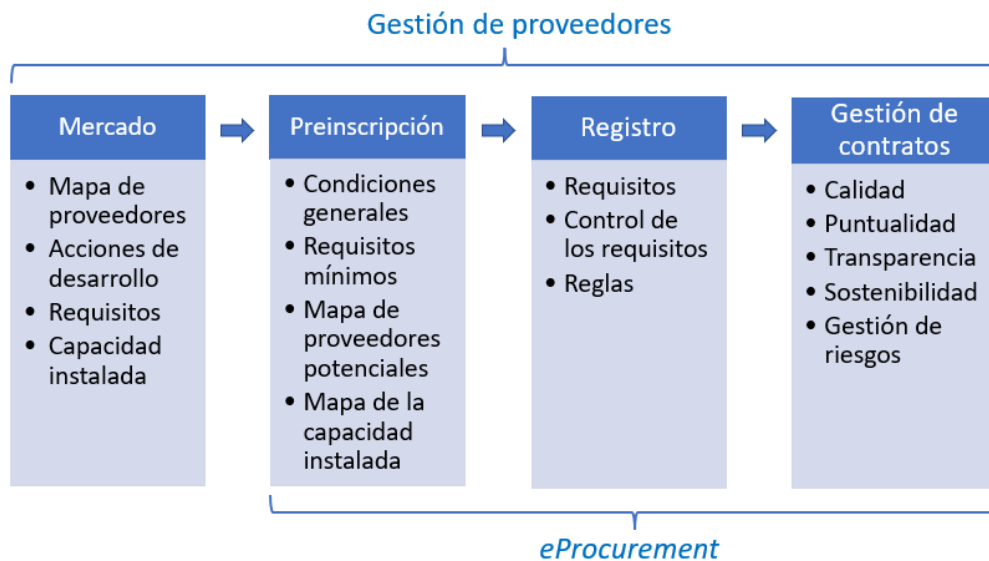 Gestión de proveedores
Mercado
• Mapa de
proveedores
• Acciones de
desarrollo
• Requisitos
• Capacidad
instalada
Preinscripción
• Condiciones
generales
• Requisitos
mínimos
• Mapa de
proveedores
potenciales
• Mapa de la
capacidad
instalada
Registro
• Requisitos
• Control de
los requisitos
• Reglas
Gestión de
contratos
• Calidad
• Puntualidad
• Transparencia
• Sostenibilidad
• Gestión de
riesgos
eProcurement